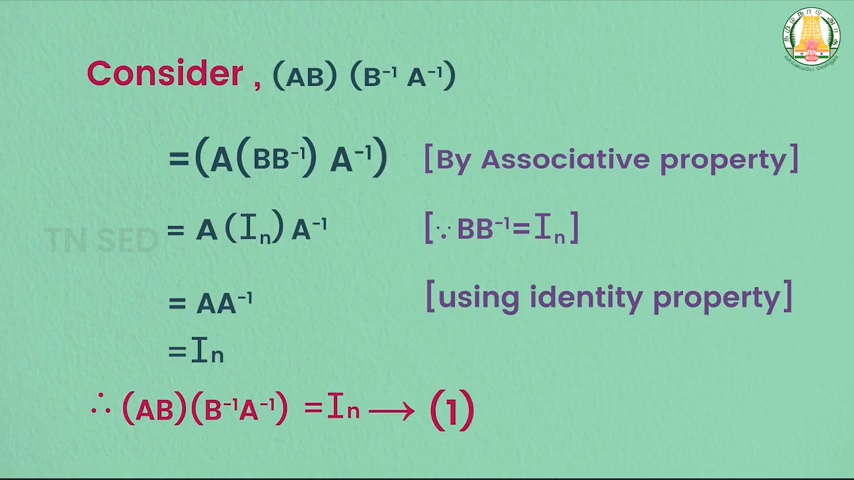 Consider , (AB) (B⁻¹ A⁻¹)
=(A(BB⁻¹) A⁻¹) [By Associative property]
= A (Iₙ) A⁻¹ [∵ BB⁻¹=Iₙ]
TN SED
= AA⁻¹ [using identity property]
=Iₙ
∴ (AB)(B⁻¹A⁻¹) =Iₙ → (1)